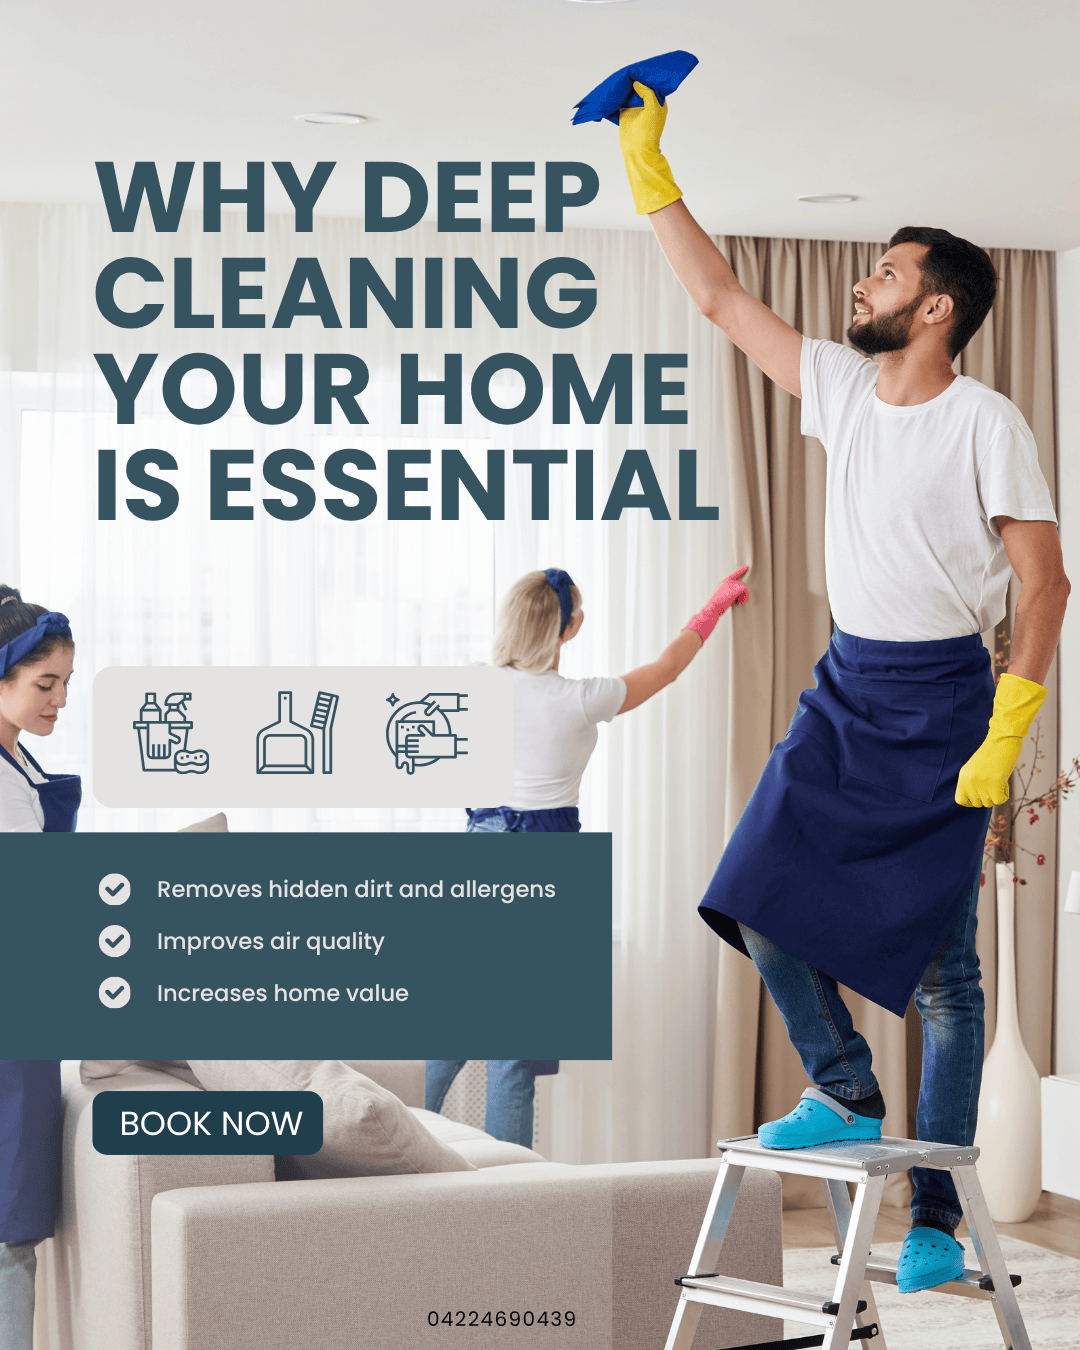 WHY DEEP
CLEANING
YOUR HOME
IS ESSENTIAL
Removes hidden dirt and allergens
Improves air quality
Increases home value
BOOK NOW
04224690439